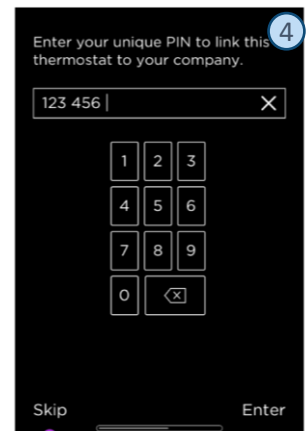 4
Enter your unique PIN to link this
thermostat to your company.
123 456
1 2 3
4 5 6
7 8 9
0
Skip Enter